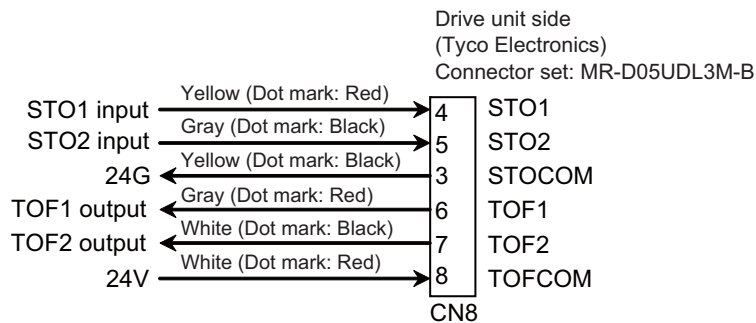 Drive unit side
(Tyco Electronics)
Connector set: MR-D05UDL3M-B
STO1 input Yellow (Dot mark: Red) 4 STO1
STO2 input Gray (Dot mark: Black) 5 STO2
24G Yellow (Dot mark: Black) 3 STOCOM
TOF1 output Gray (Dot mark: Red) 6 TOF1
TOF2 output White (Dot mark: Black) 7 TOF2
24V White (Dot mark: Red) 8 TOFCOM
CN8